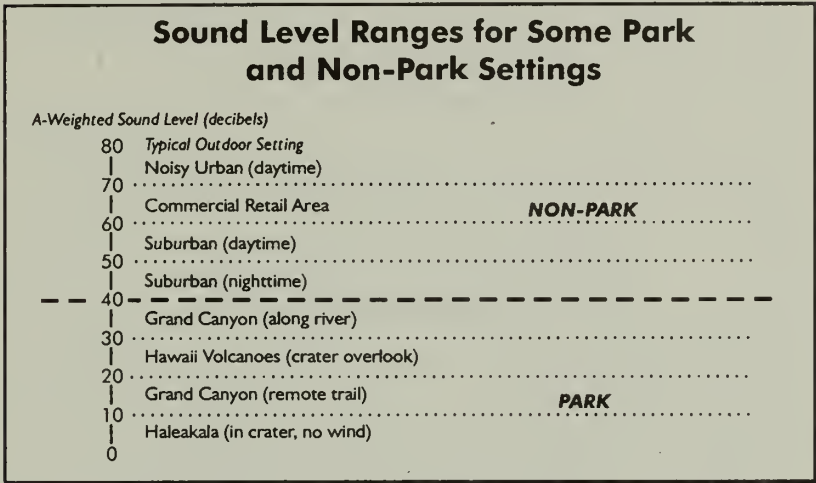 Sound Level Ranges for Some Park
and Non-Park Settings
A-Weighted Sound Level (decibels)
80 Typical Outdoor Setting
Noisy Urban (daytime)
70
Commercial Retail Area NON-PARK
60
Suburban (daytime)
50
Suburban (nighttime)
40
Grand Canyon (along river)
30
Hawaii Volcanoes (crater overlook)
20
Grand Canyon (remote trail) PARK
10
Haleakala (in crater, no wind)
0